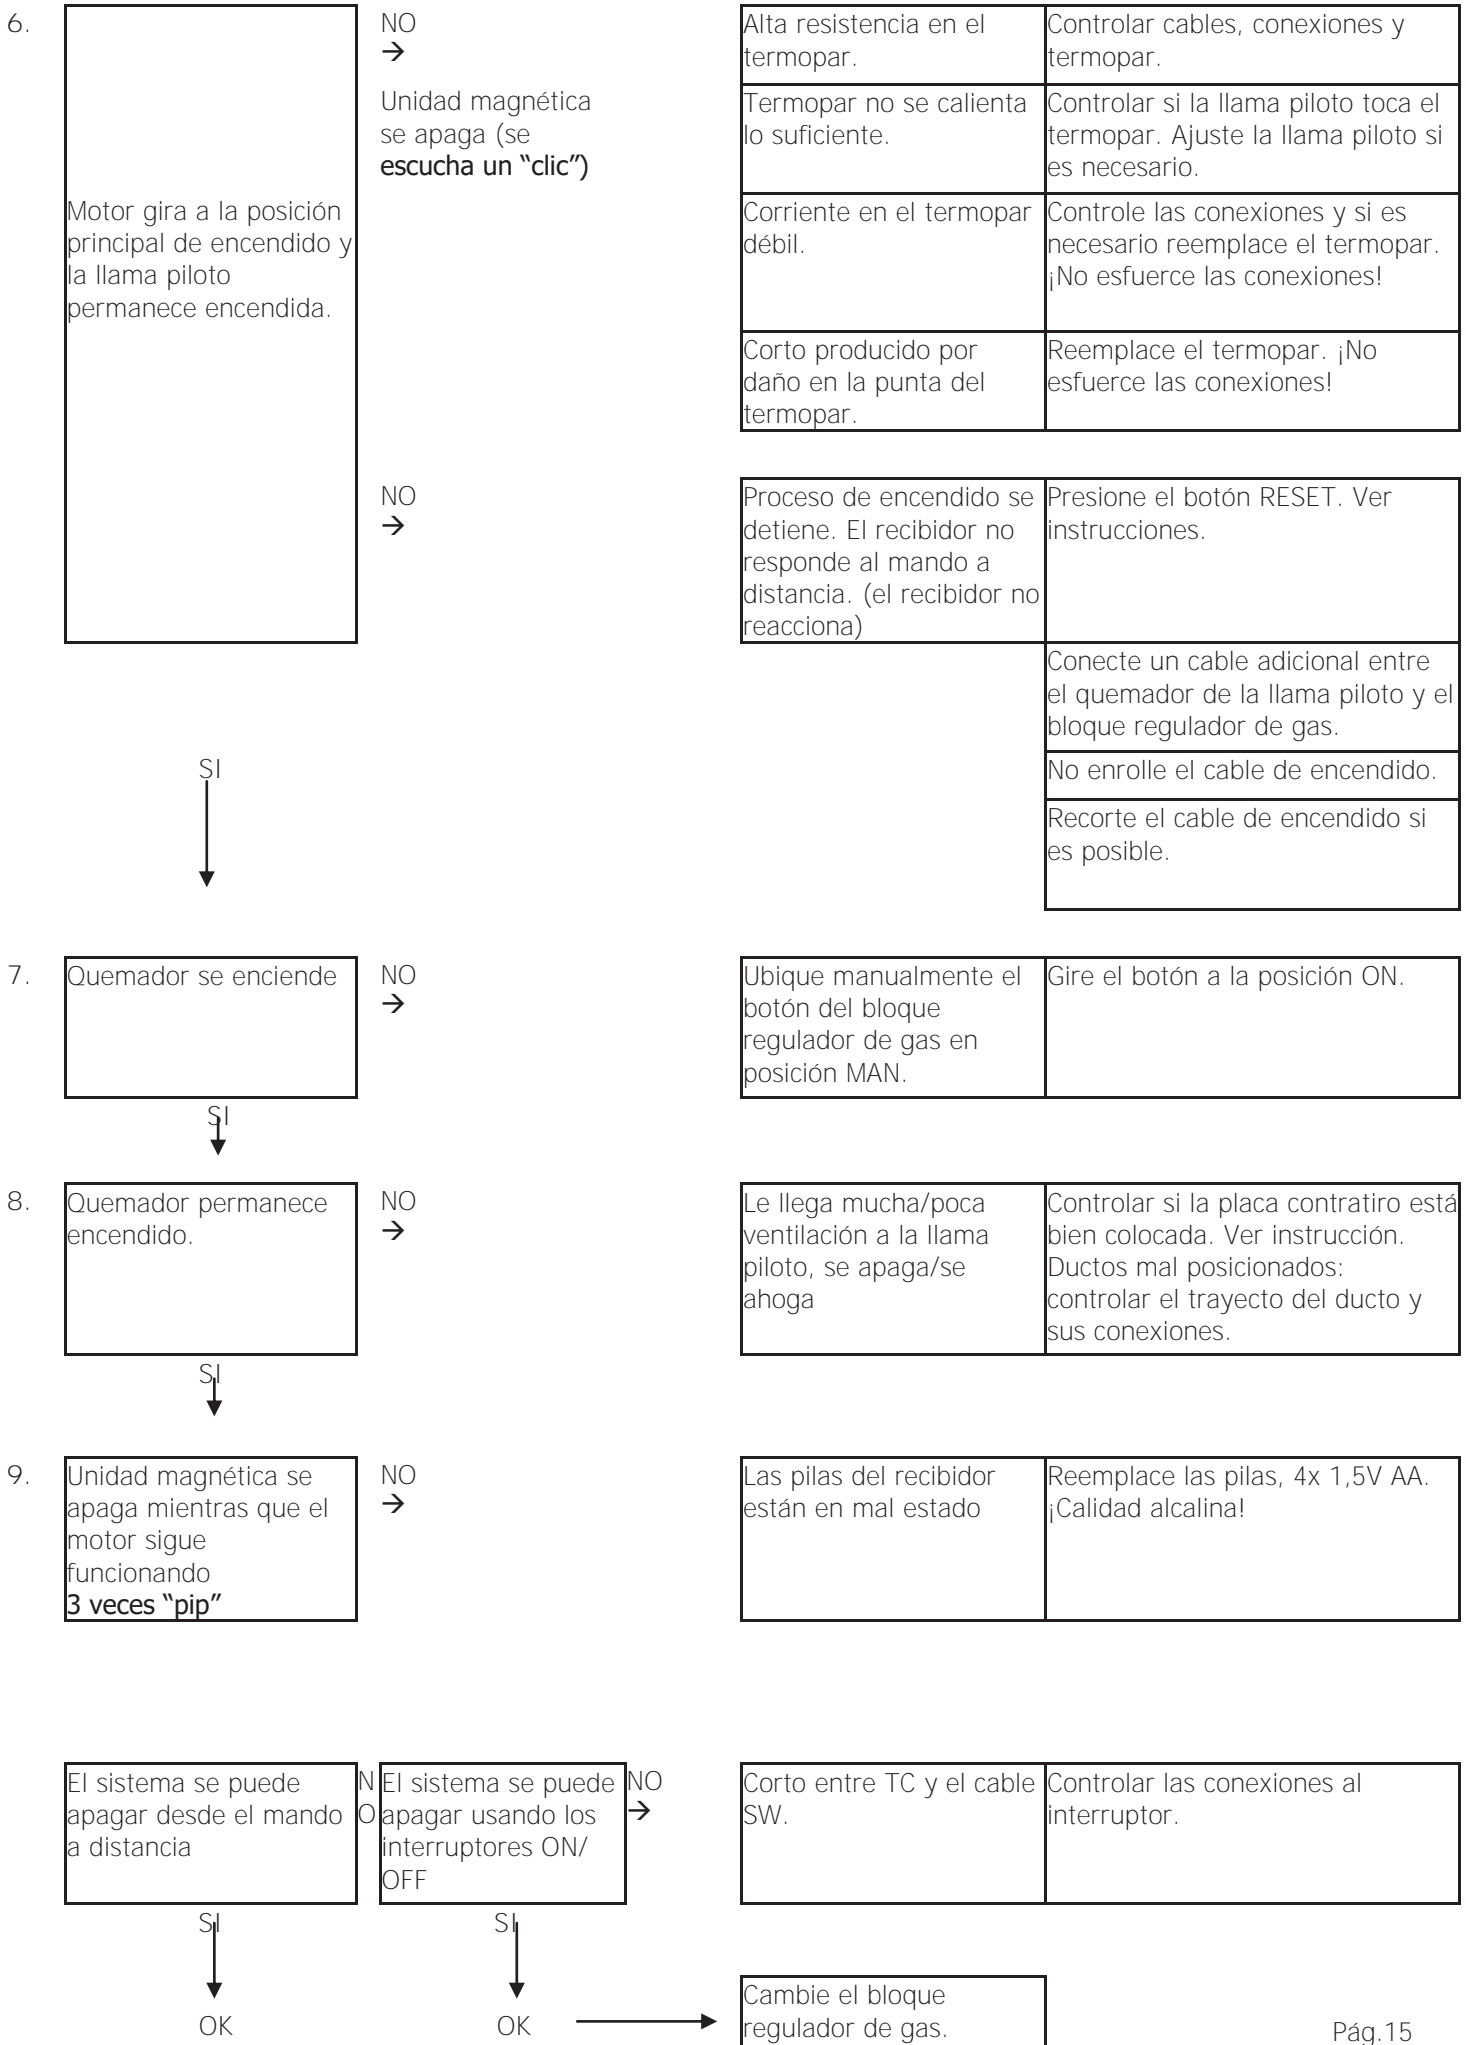 6.
Motor gira a la posición
principal de encendido y
la llama piloto
permanece encendida.
NO
→
Unidad magnética
se apaga (se
escucha un “clic”)
Alta resistencia en el
termopar.
Controlar cables, conexiones y
termopar.
Termopar no se calienta
lo suficiente.
Controlar si la llama piloto toca el
termopar. Ajuste la llama piloto si
es necesario.
Corriente en el termopar
débil.
Controle las conexiones y si es
necesario reemplace el termopar.
¡No esfuerce las conexiones!
Corto producido por
daño en la punta del
termopar.
Reemplace el termopar. ¡No
esfuerce las conexiones!
NO
→
Proceso de encendido se
detiene. El recibidor no
responde al mando a
distancia. (el recibidor no
reacciona)
Presione el botón RESET. Ver
instrucciones.
Conecte un cable adicional entre
el quemador de la llama piloto y el
bloque regulador de gas.
No enrolle el cable de encendido.
Recorte el cable de encendido si
es posible.
SI
7.
Quemador se enciende
NO
→
Ubique manualmente el
botón del bloque
regulador de gas en
posición MAN.
Gire el botón a la posición ON.
SI
8.
Quemador permanece
encendido.
NO
→
Le llega mucha/poca
ventilación a la llama
piloto, se apaga/se
ahoga
Controlar si la placa contratiro está
bien colocada. Ver instrucción.
Ductos mal posicionados:
controlar el trayecto del ducto y
sus conexiones.
SI
9.
Unidad magnética se
apaga mientras que el
motor sigue
funcionando
3 veces “pip”
NO
→
Las pilas del recibidor
están en mal estado
Reemplace las pilas, 4x 1,5V AA.
¡Calidad alcalina!
El sistema se puede
apagar desde el mando
a distancia
N
O
El sistema se puede
apagar usando los
interruptores ON/
OFF
NO
→
Corto entre TC y el cable
SW.
Controlar las conexiones al
interruptor.
SI
SI
OK
OK
Cambie el bloque
regulador de gas.
Pág.15